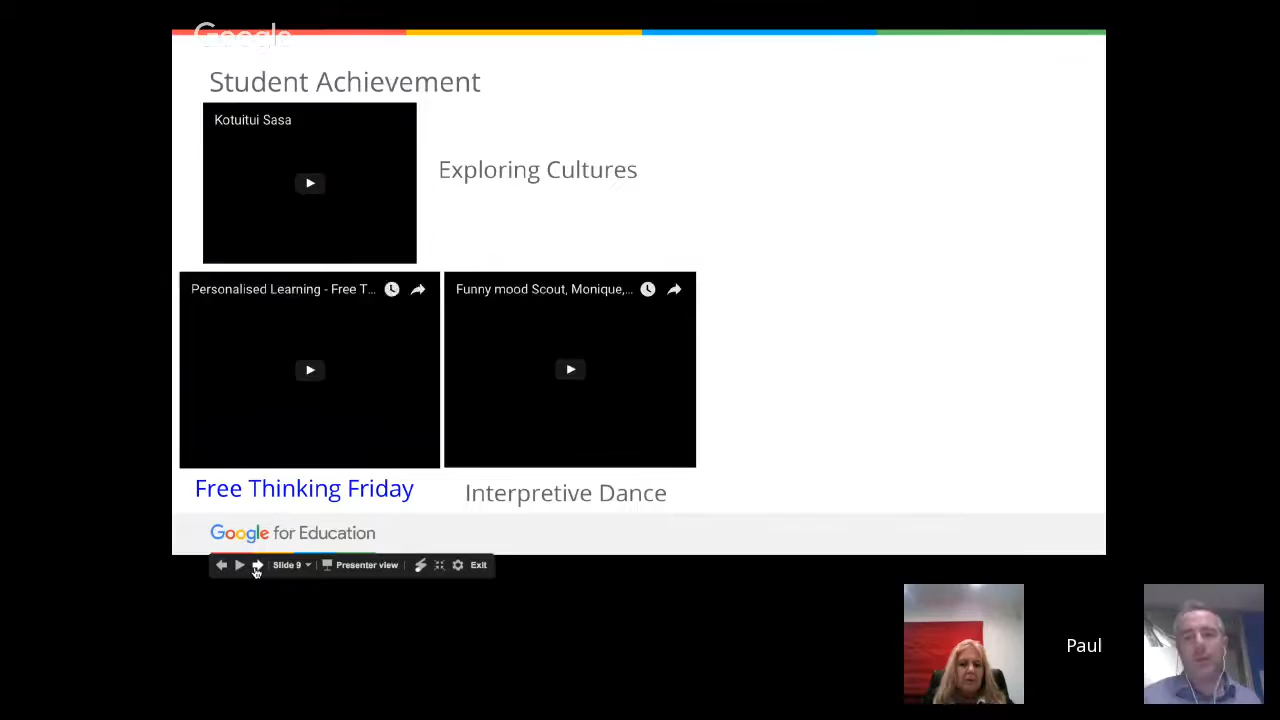 Google
Student Achievement
Kotuitui Sasa
Exploring Cultures
Personalised Learning - Free T...
Funny mood Scout, Monique,...
Free Thinking Friday
Interpretive Dance
Google for Education
Slide 9
Presenter view
Exit
Paul